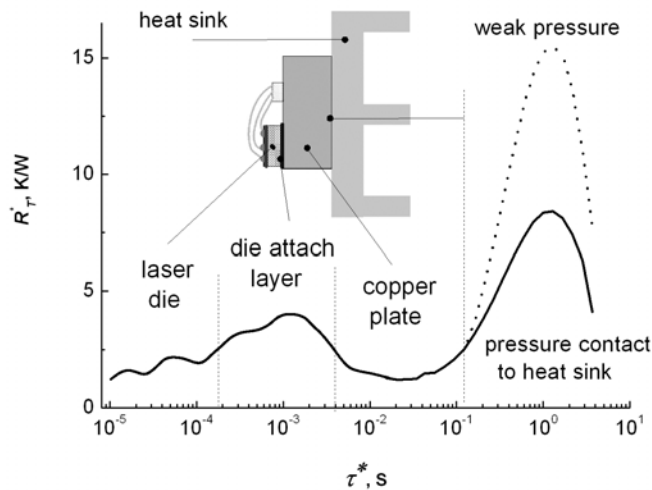 heat sink
weak pressure
15
10
5
0
R*_T, K/W
laser
die
die attach
layer
copper
plate
pressure contact
to heat sink
10^-5 10^-4 10^-3 10^-2 10^-1 10^0 10^1
τ*, s